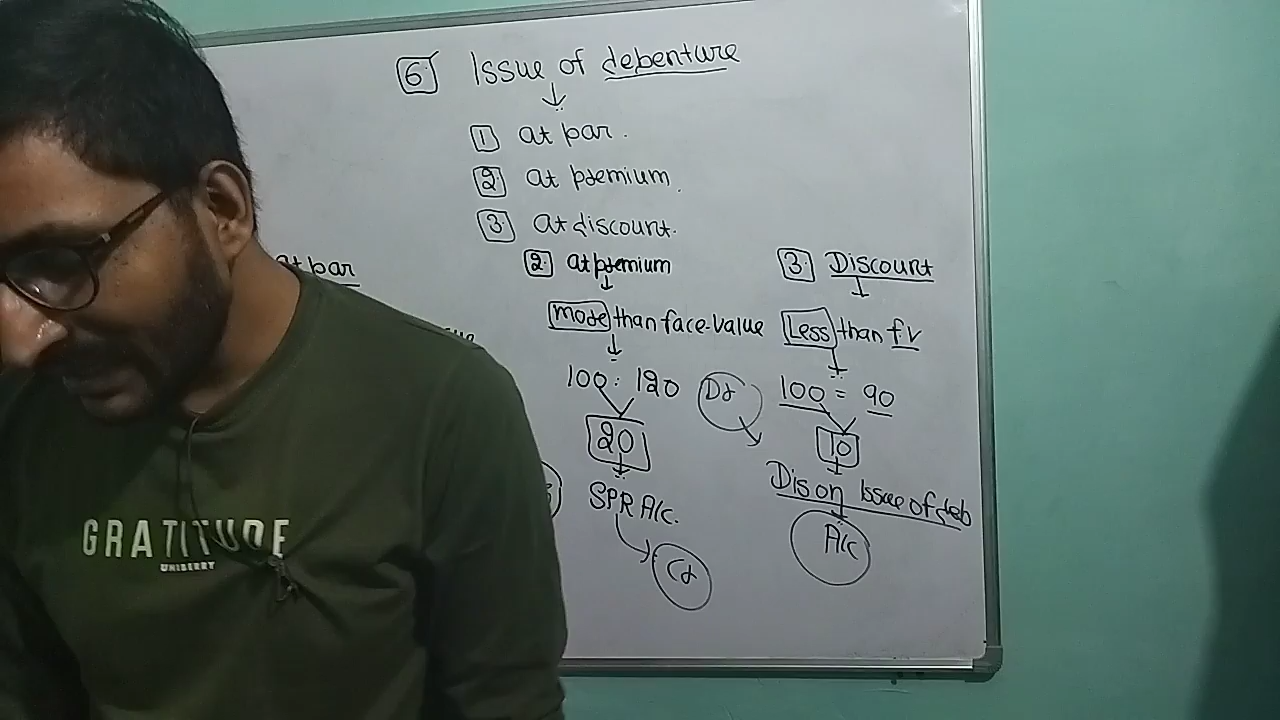 6. Issue of debenture
1 at par.
2. at premium.
3. at discount.
at par
2. at premium
more than face-value
100 : 120
20
SPR A/c.
Cr
3. Discount
Less than fv
Dr
100 = 90
10
Dis on Issue of deb
A/c
GRATITUDE
UNIBERRY